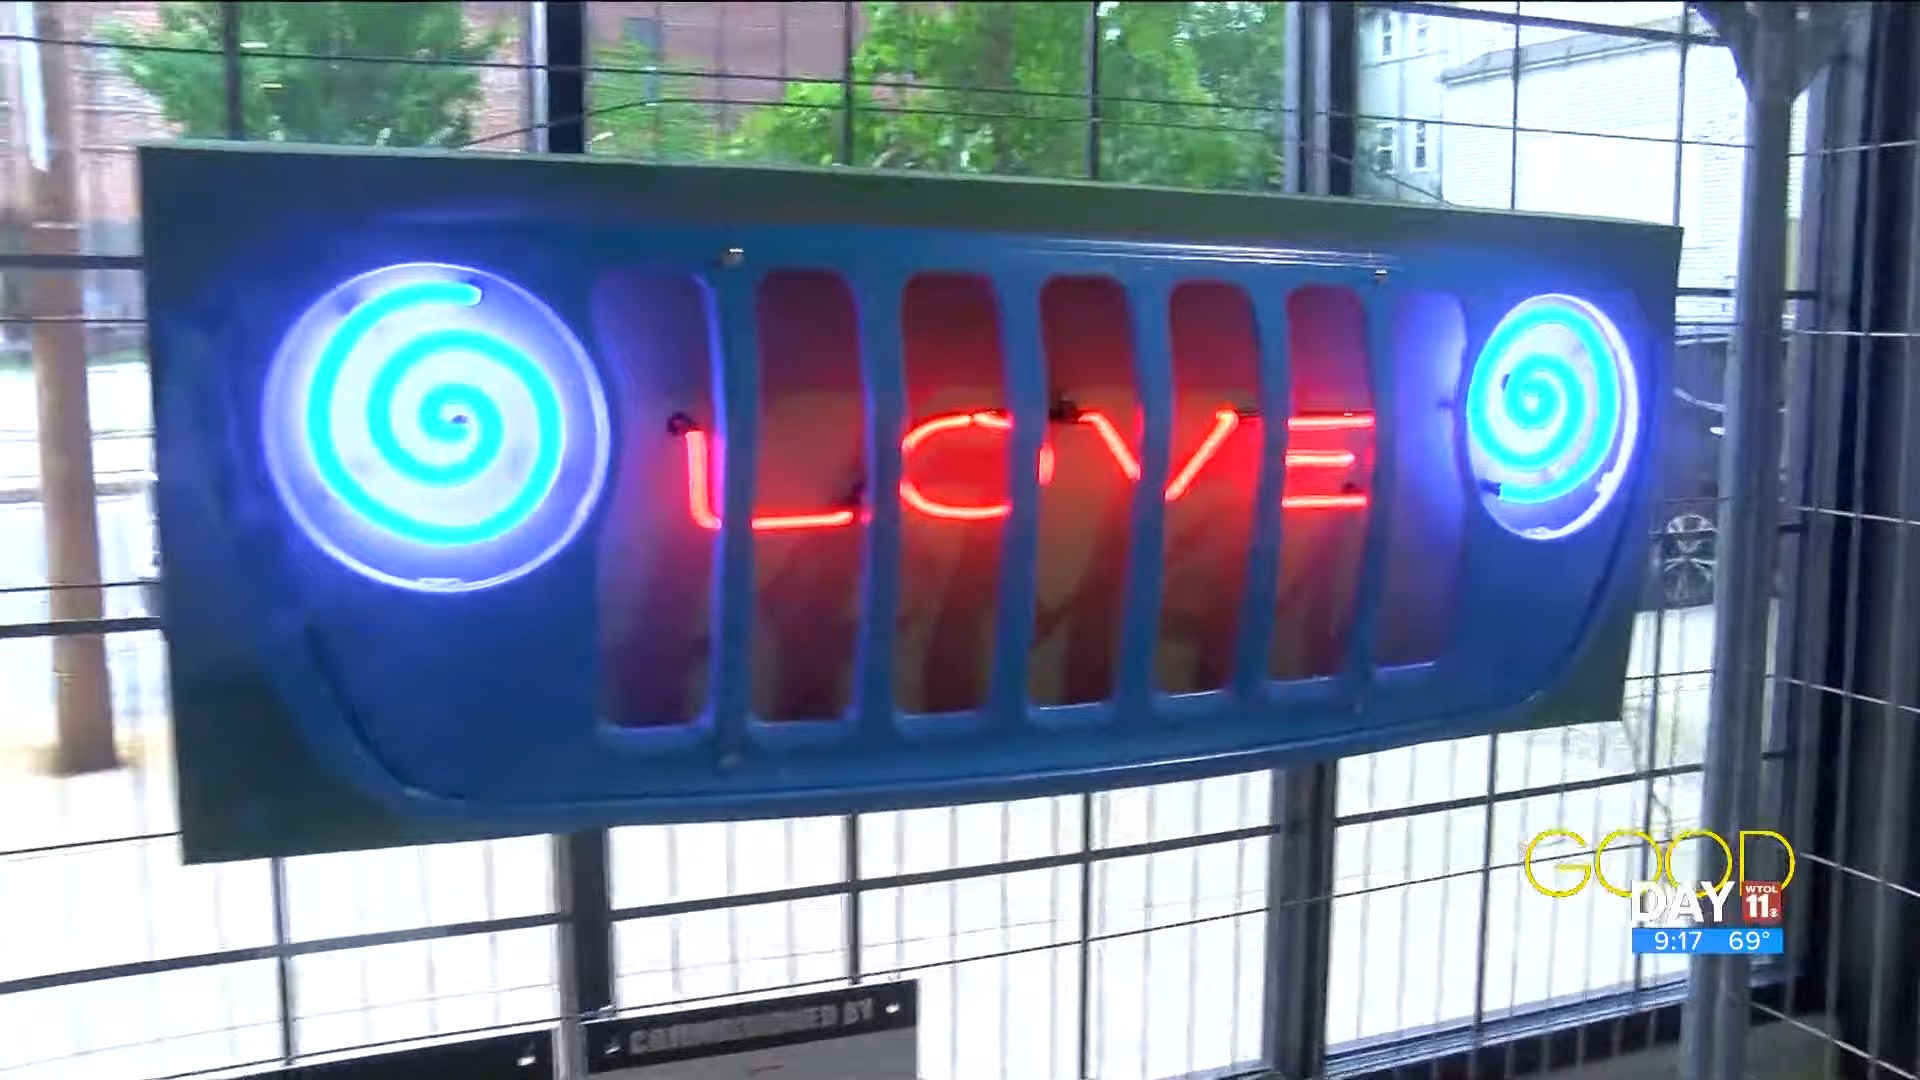 LOVE
COMMISSIONED BY
GOOD
DAY WTOL 11
9:17 69°